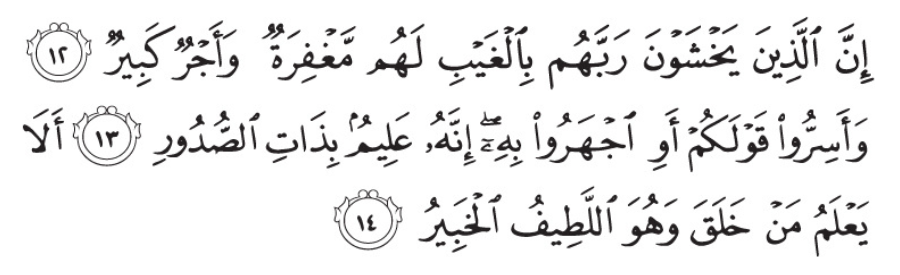 إِنَّ ٱلَّذِينَ يَخْشَوْنَ رَبَّهُم بِٱلْغَيْبِ لَهُم مَّغْفِرَةٌ وَأَجْرٌ كَبِيرٌ ١٢
وَأَسِرُّوا۟ قَوْلَكُمْ أَوِ ٱجْهَرُوا۟ بِهِۦٓ ۖ إِنَّهُۥ عَلِيمٌۢ بِذَاتِ ٱلصُّدُورِ ١٣ أَلَا
يَعْلَمُ مَنْ خَلَقَ وَهُوَ ٱللَّطِيفُ ٱلْخَبِيرُ ١٤